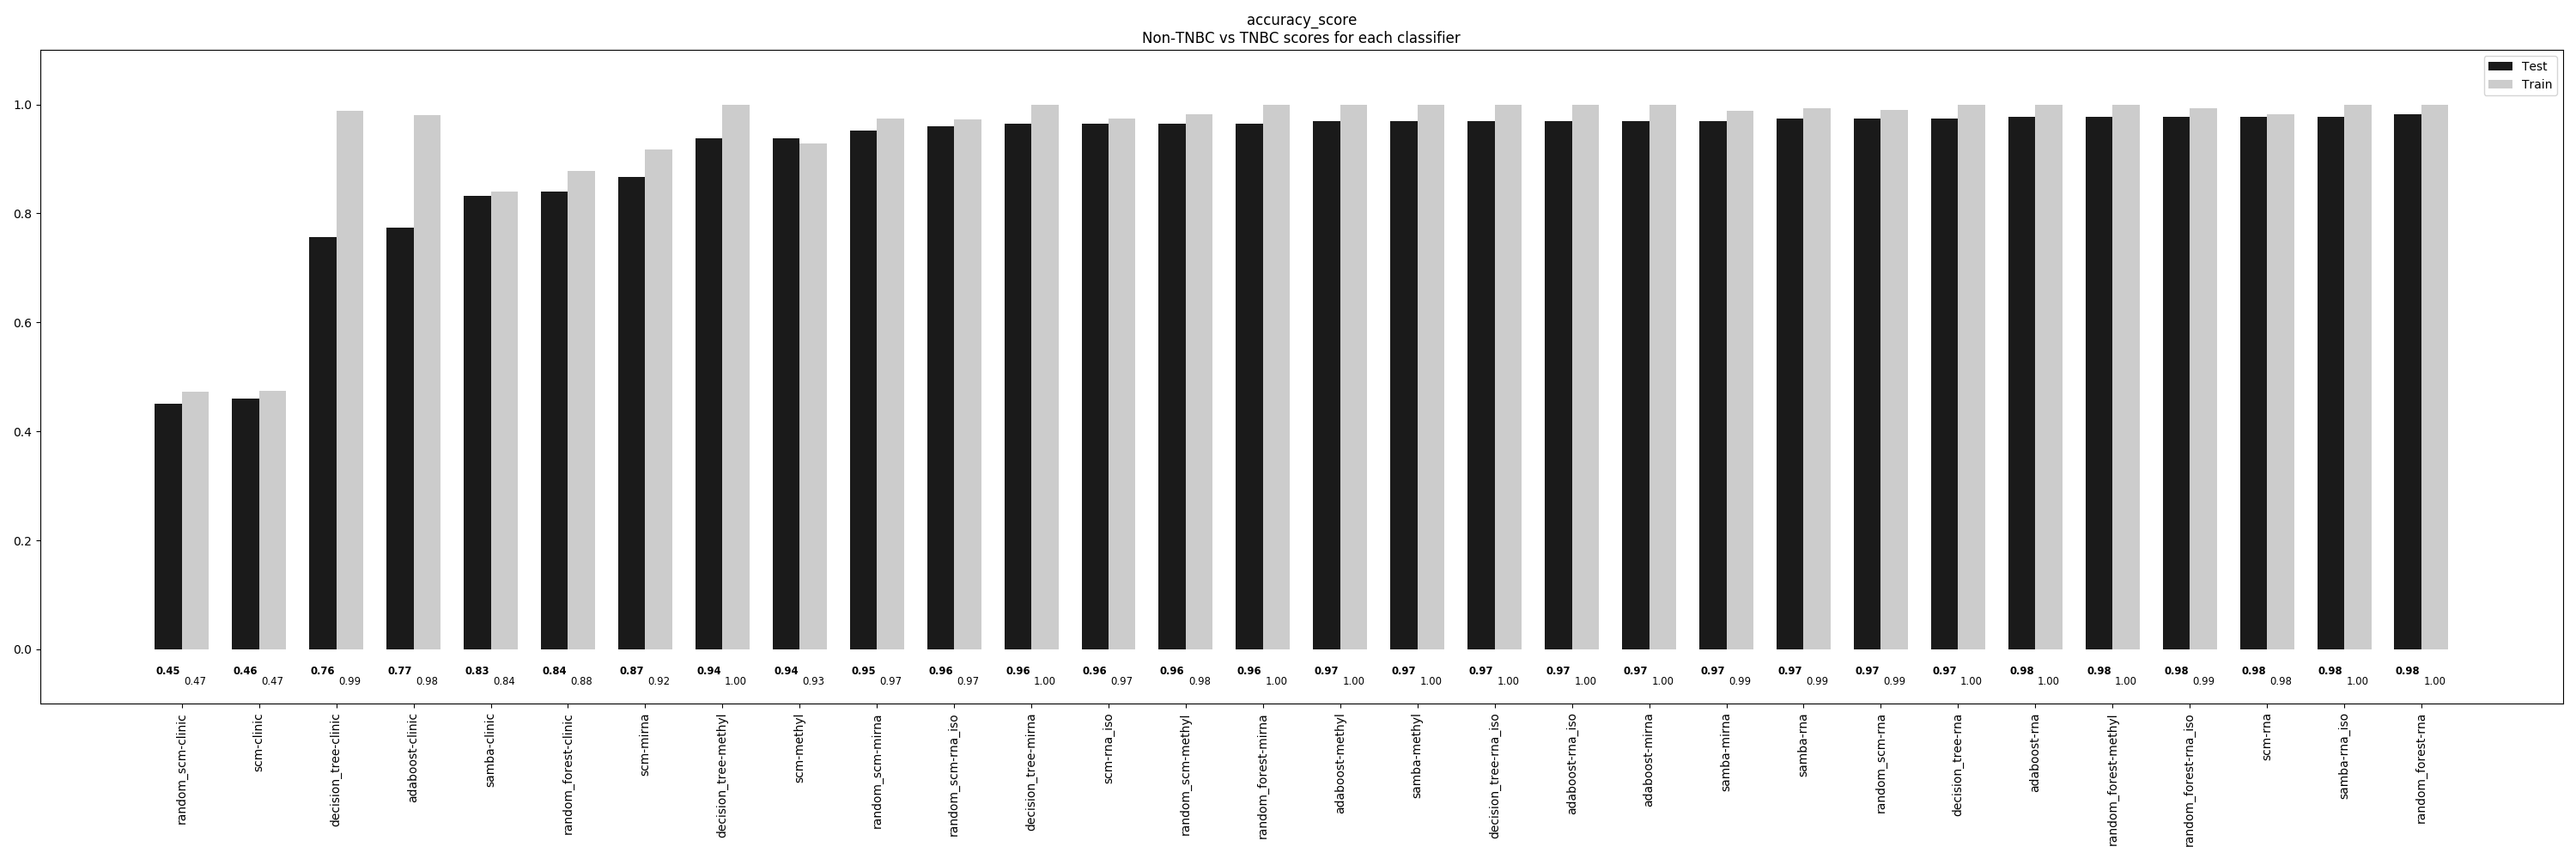 accuracy_score
Non-TNBC vs TNBC scores for each classifier
Test
Train
1.0
0.8
0.6
0.4
0.2
0.0
0.45 0.46 0.76 0.77 0.83 0.84 0.87 0.94 0.94 0.95 0.96 0.96 0.96 0.96 0.96 0.97 0.97 0.97 0.97 0.97 0.97 0.97 0.97 0.97 0.98 0.98 0.98 0.98 0.98 0.98
0.47 0.47 0.99 0.98 0.84 0.88 0.92 1.00 0.93 0.97 0.97 1.00 0.97 0.98 1.00 1.00 1.00 1.00 1.00 1.00 0.99 0.99 0.99 1.00 1.00 1.00 0.99 0.98 1.00 1.00
random_scm-clinic
scm-clinic
decision_tree-clinic
adaboost-clinic
samba-clinic
random_forest-clinic
scm-mirna
decision_tree-methyl
scm-methyl
random_scm-mirna
random_scm-rna_iso
decision_tree-mirna
scm-rna_iso
random_scm-methyl
random_forest-mirna
adaboost-methyl
samba-methyl
decision_tree-rna_iso
adaboost-rna_iso
adaboost-mirna
samba-mirna
samba-rna
random_scm-rna
decision_tree-rna
adaboost-rna
random_forest-methyl
random_forest-rna_iso
scm-rna
samba-rna_iso
random_forest-rna